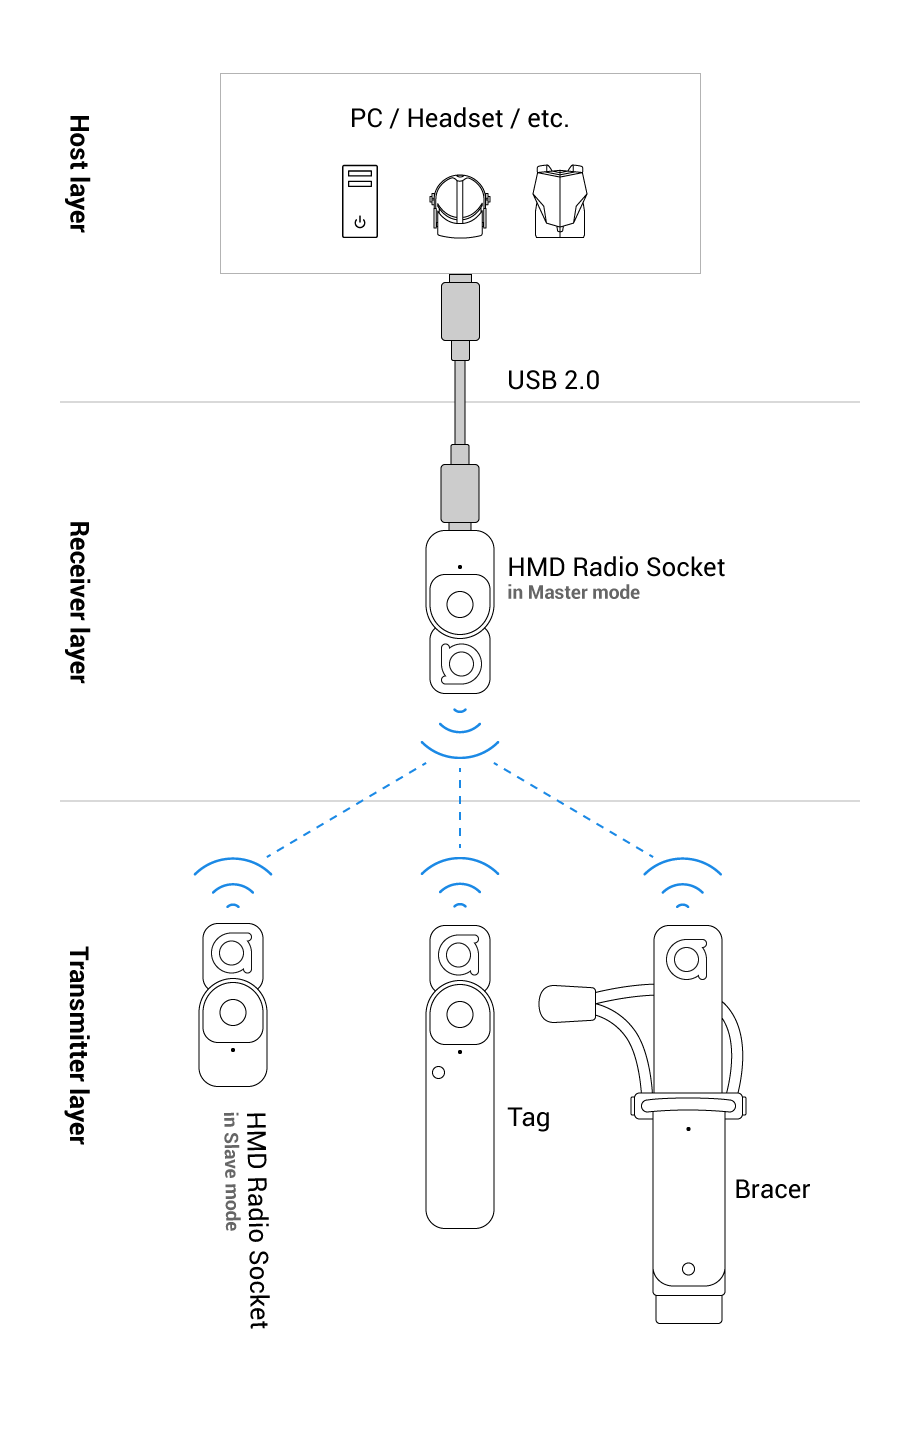 Host layer
PC / Headset / etc.
USB 2.0
Receiver layer
HMD Radio Socket
in Master mode
Transmitter layer
HMD Radio Socket
in Slave mode
Tag
Bracer